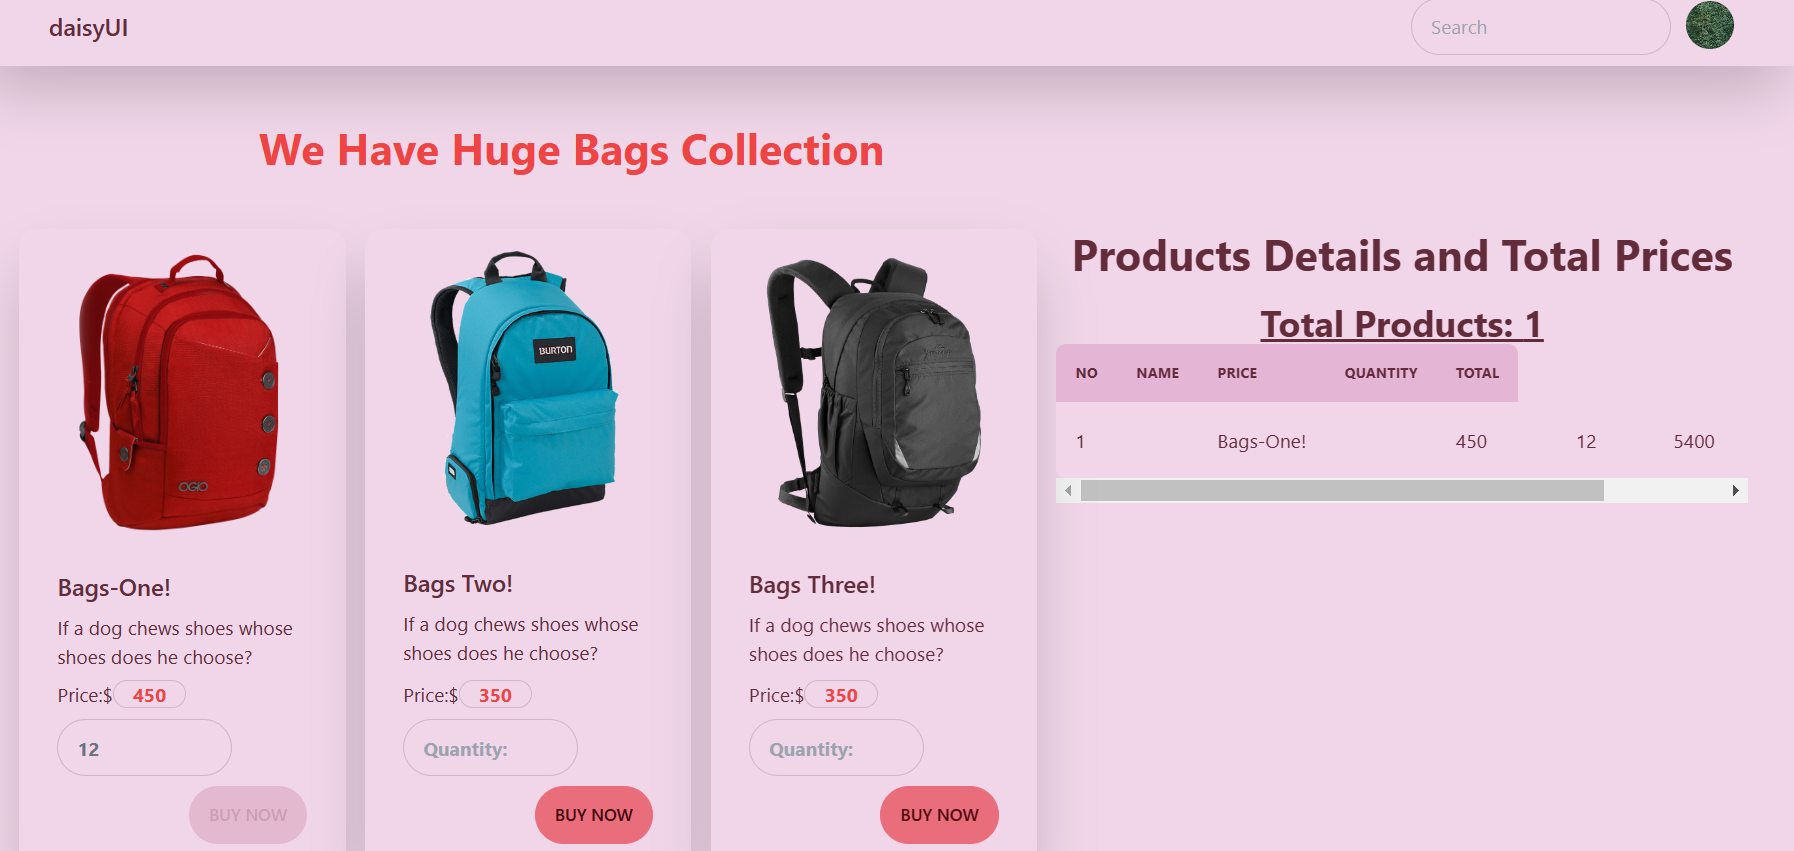 daisyUI
Search
We Have Huge Bags Collection
BURTON
OGIO
Bags-One!
If a dog chews shoes whose
shoes does he choose?
Price:$ 450
12
BUY NOW
Bags Two!
If a dog chews shoes whose
shoes does he choose?
Price:$ 350
Quantity:
BUY NOW
Bags Three!
If a dog chews shoes whose
shoes does he choose?
Price:$ 350
Quantity:
BUY NOW
Products Details and Total Prices
Total Products: 1
NO NAME PRICE QUANTITY TOTAL
1 Bags-One! 450 12 5400